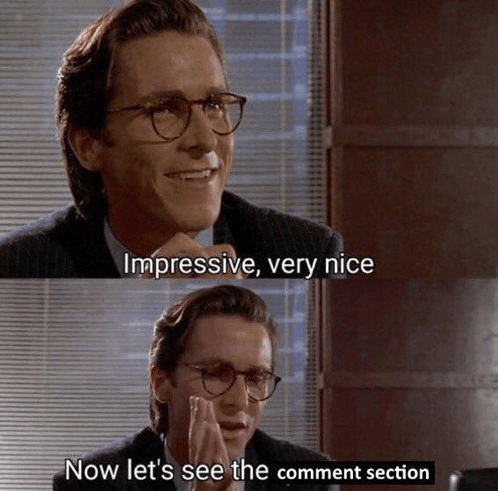 Impressive, very nice
Now let's see the comment section